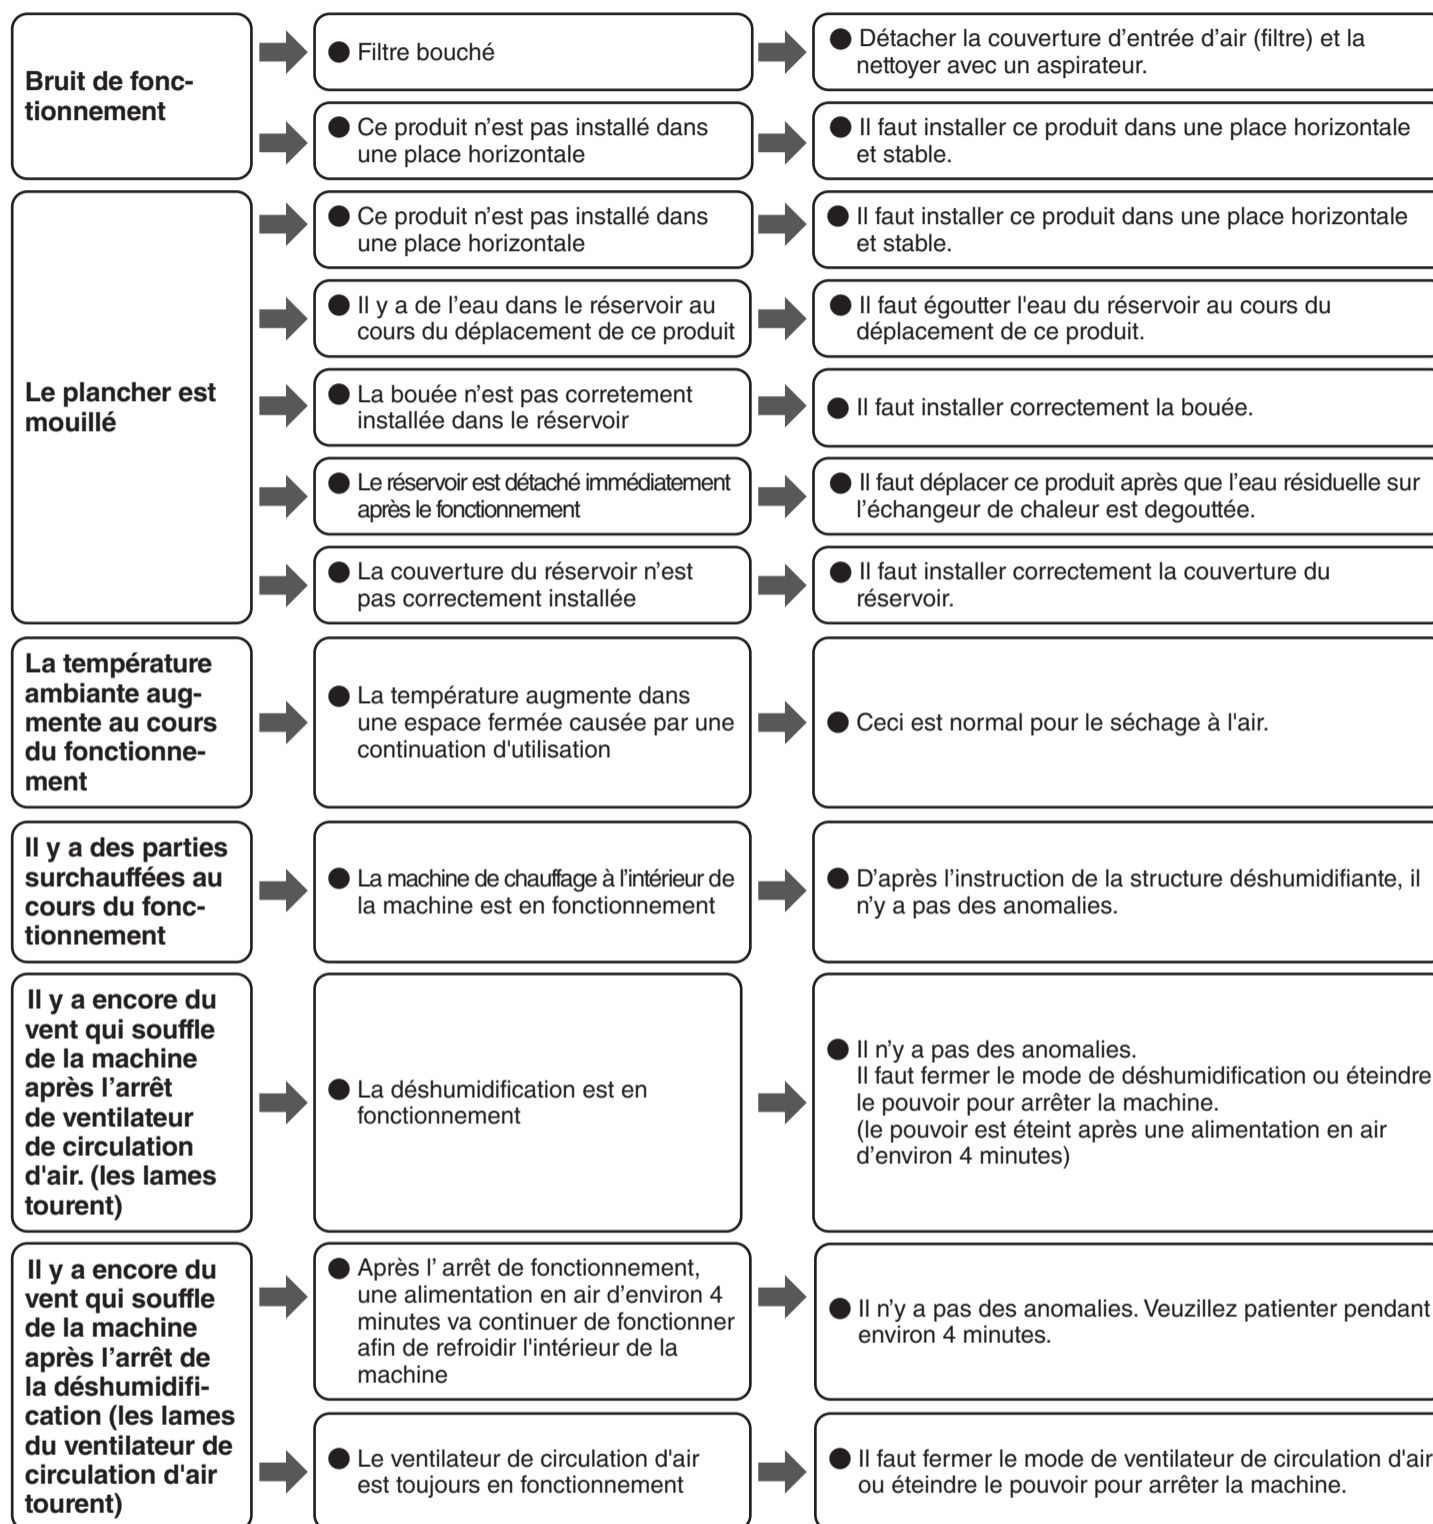 Bruit de fonc-
tionnement
● Filtre bouché
● Détacher la couverture d’entrée d’air (filtre) et la
nettoyer avec un aspirateur.
● Ce produit n’est pas installé dans
une place horizontale
● Il faut installer ce produit dans une place horizontale
et stable.
Le plancher est
mouillé
● Ce produit n’est pas installé dans
une place horizontale
● Il faut installer ce produit dans une place horizontale
et stable.
● Il y a de l’eau dans le réservoir au
cours du déplacement de ce produit
● Il faut égoutter l'eau du réservoir au cours du
déplacement de ce produit.
● La bouée n’est pas corretement
installée dans le réservoir
● Il faut installer correctement la bouée.
● Le réservoir est détaché immédiatement
après le fonctionnement
● Il faut déplacer ce produit après que l’eau résiduelle sur
l’échangeur de chaleur est degouttée.
● La couverture du réservoir n’est
pas correctement installée
● Il faut installer correctement la couverture du
réservoir.
La température
ambiante aug-
mente au cours
du fonctionne-
ment
● La température augmente dans
une espace fermée causée par une
continuation d'utilisation
● Ceci est normal pour le séchage à l'air.
Il y a des parties
surchauffées au
cours du fonc-
tionnement
● La machine de chauffage à l’intérieur de
la machine est en fonctionnement
● D’après l’instruction de la structure déshumidifiante, il
n’y a pas des anomalies.
Il y a encore du
vent qui souffle
de la machine
après l’arrêt
de ventilateur
de circulation
d'air. (les lames
tourent)
● La déshumidification est en
fonctionnement
● Il n’y a pas des anomalies.
Il faut fermer le mode de déshumidification ou éteindre
le pouvoir pour arrêter la machine.
(le pouvoir est éteint après une alimentation en air
d’environ 4 minutes)
Il y a encore du
vent qui souffle
de la machine
après l’arrêt de
la déshumidifi-
cation (les lames
du ventilateur de
circulation d'air
tourent)
● Après l’ arrêt de fonctionnement,
une alimentation en air d’environ 4
minutes va continuer de fonctionner
afin de refroidir l'intérieur de la
machine
● Il n’y a pas des anomalies. Veuzillez patienter pendant
environ 4 minutes.
● Le ventilateur de circulation d'air
est toujours en fonctionnement
● Il faut fermer le mode de ventilateur de circulation d'air
ou éteindre le pouvoir pour arrêter la machine.